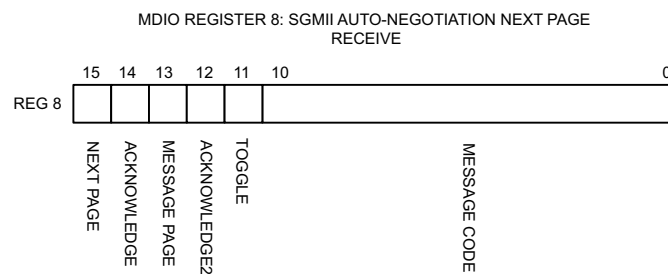 MDIO REGISTER 8: SGMII AUTO-NEGOTIATION NEXT PAGE
RECEIVE
15 14 13 12 11 10 0
REG 8
NEXT PAGE
ACKNOWLEDGE
MESSAGE PAGE
ACKNOWLEDGE2
TOGGLE
MESSAGE CODE